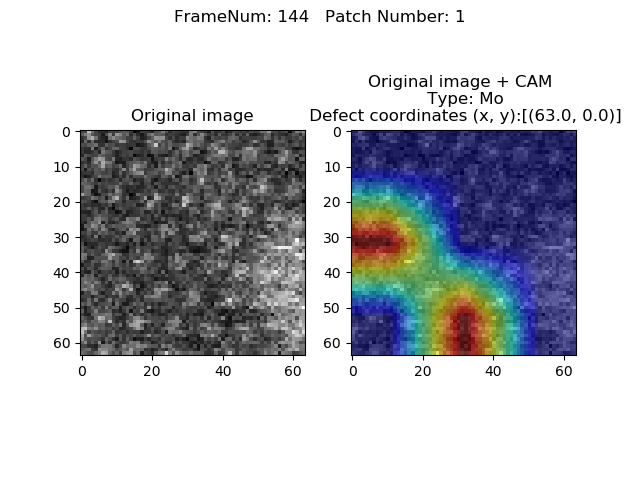 FrameNum: 144   Patch Number: 1
Original image
0
10
20
30
40
50
60
0 20 40 60
Original image + CAM
Type: Mo
Defect coordinates (x, y):[(63.0, 0.0)]
0
10
20
30
40
50
60
0 20 40 60